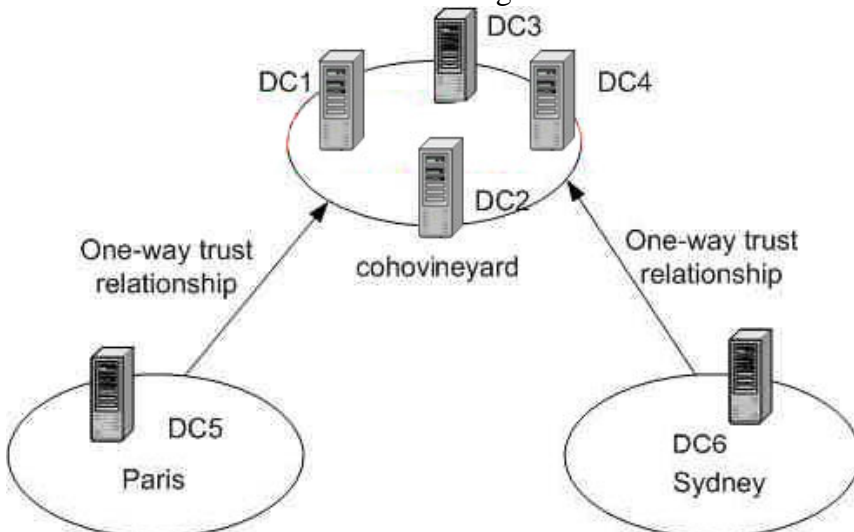 DC3
DC1
DC4
DC2
cohovineyard
One-way trust
relationship
One-way trust
relationship
DC5
Paris
DC6
Sydney